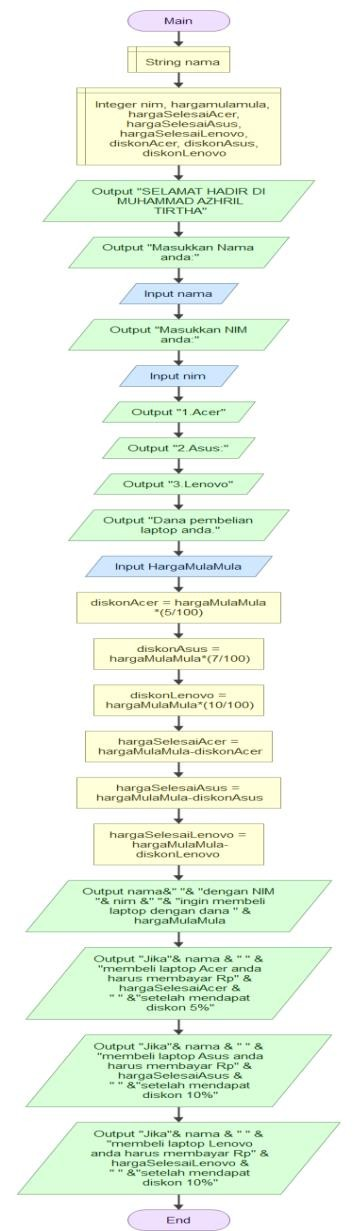 Main
String nama
Integer nim, hargamulamula,
hargaSelesaiAcer,
hargaSelesaiAsus,
hargaSelesaiLenovo,
diskonAcer, diskonAsus,
diskonLenovo
Output "SELAMAT HADIR DI
MUHAMMAD AZHRIL
TIRTHA"
Output "Masukkan Nama
anda:"
Input nama
Output "Masukkan NIM
anda:"
Input nim
Output "1.Acer"
Output "2.Asus:"
Output "3.Lenovo"
Output "Dana pembelian
laptop anda."
Input HargaMulaMula
diskonAcer = hargaMulaMula
*(5/100)
diskonAsus =
hargaMulaMula*(7/100)
diskonLenovo =
hargaMulaMula*(10/100)
hargaSelesaiAcer =
hargaMulaMula-diskonAcer
hargaSelesaiAsus =
hargaMulaMula-diskonAsus
hargaSelesaiLenovo =
hargaMulaMula-
diskonLenovo
Output nama&" "& "dengan NIM
"& nim &" "& "ingin membeli
laptop dengan dana " &
hargaMulaMula
Output "Jika"& nama & " " &
"membeli laptop Acer anda
harus membayar Rp" &
hargaSelesaiAcer &
" " &"setelah mendapat
diskon 5%"
Output "Jika"& nama & " " &
"membeli laptop Asus anda
harus membayar Rp" &
hargaSelesaiAsus &
" " &"setelah mendapat
diskon 10%"
Output "Jika"& nama & " " &
"membeli laptop Lenovo
anda harus membayar Rp" &
hargaSelesaiLenovo &
" " &"setelah mendapat
diskon 10%"
End